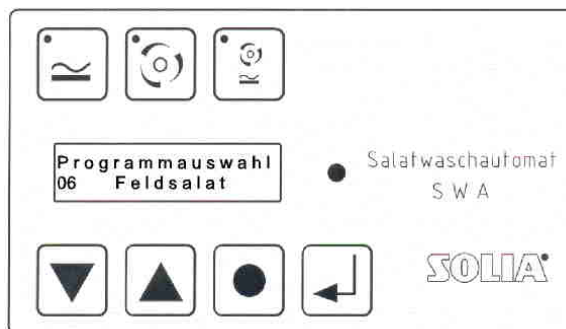 Programmauswahl
06 Feldsalat
Salatwaschautomat
SWA
SOLIA